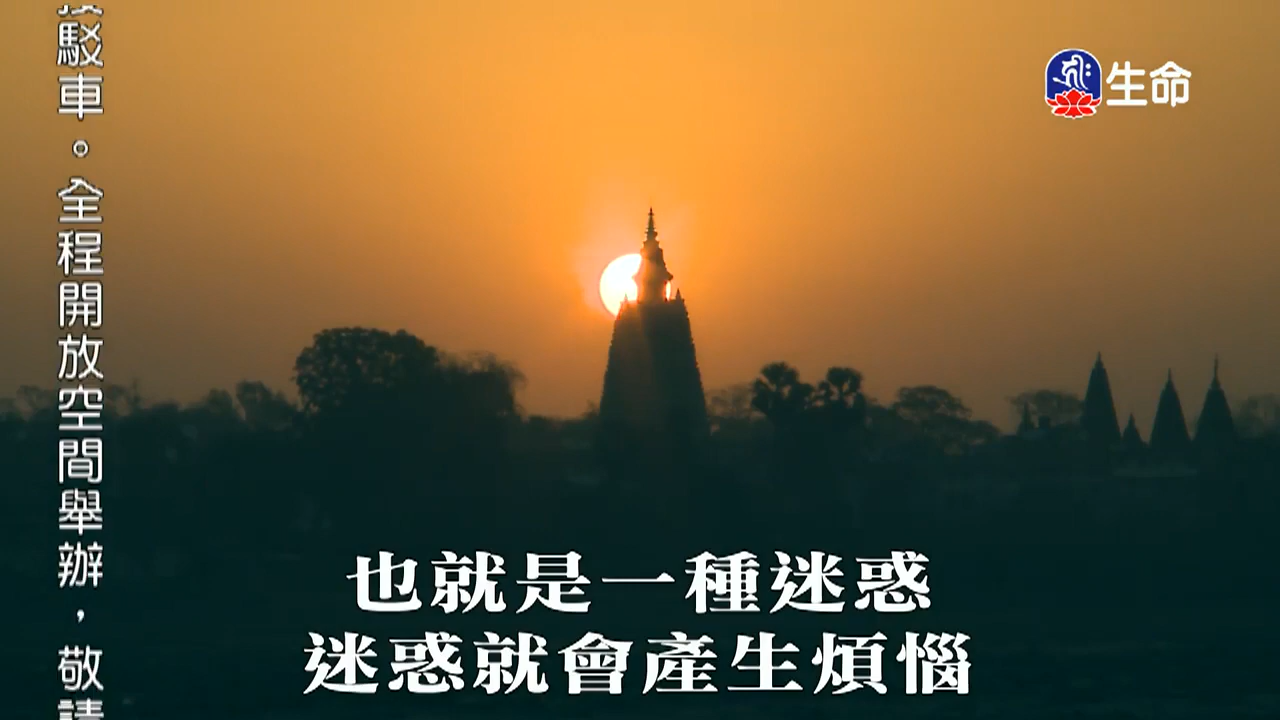 駁車。全程開放空間舉辦，敬請
生命
也就是一種迷惑
迷惑就會產生煩惱